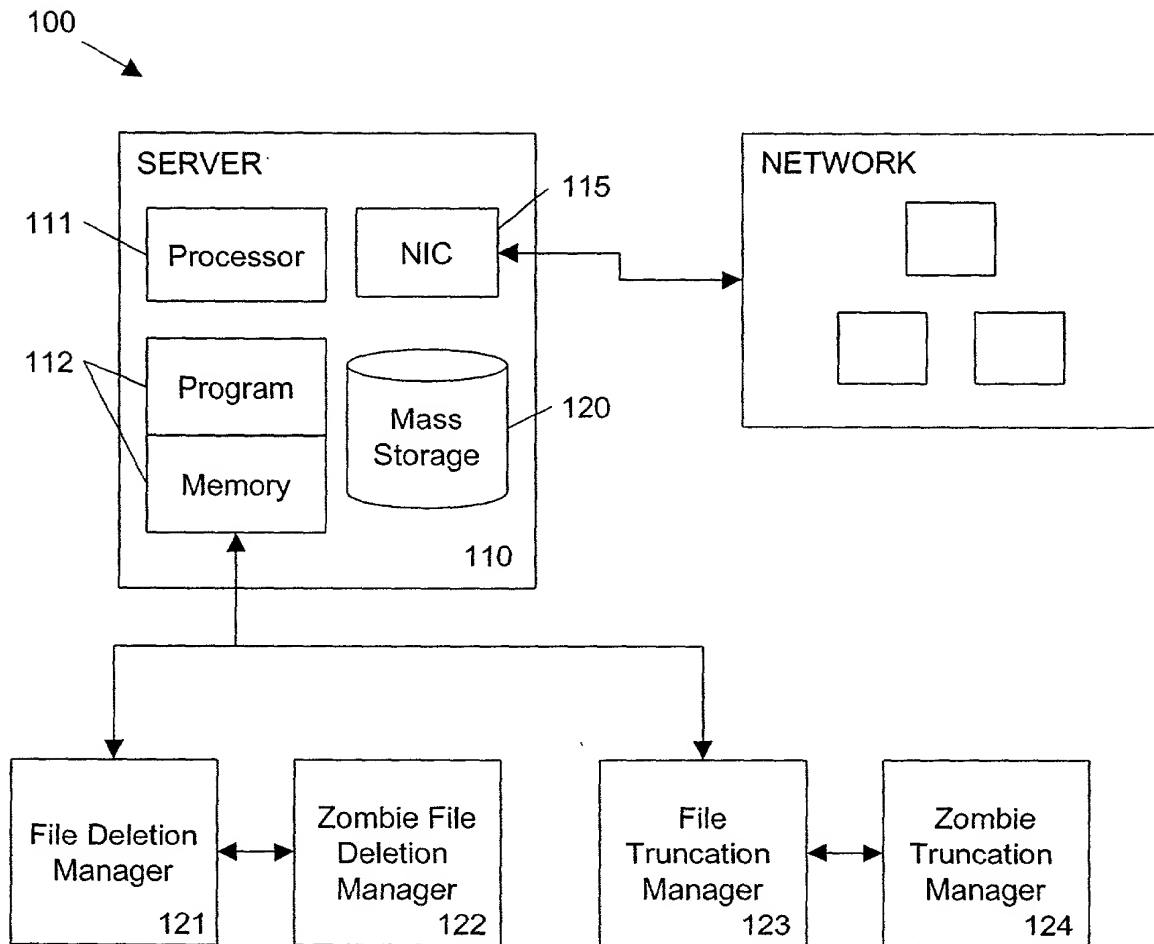 100
SERVER
NETWORK
115
111
Processor
NIC
112
Program
Mass
Storage
120
Memory
110
File Deletion
Manager
121
Zombie File
Deletion
Manager
122
File
Truncation
Manager
123
Zombie
Truncation
Manager
124